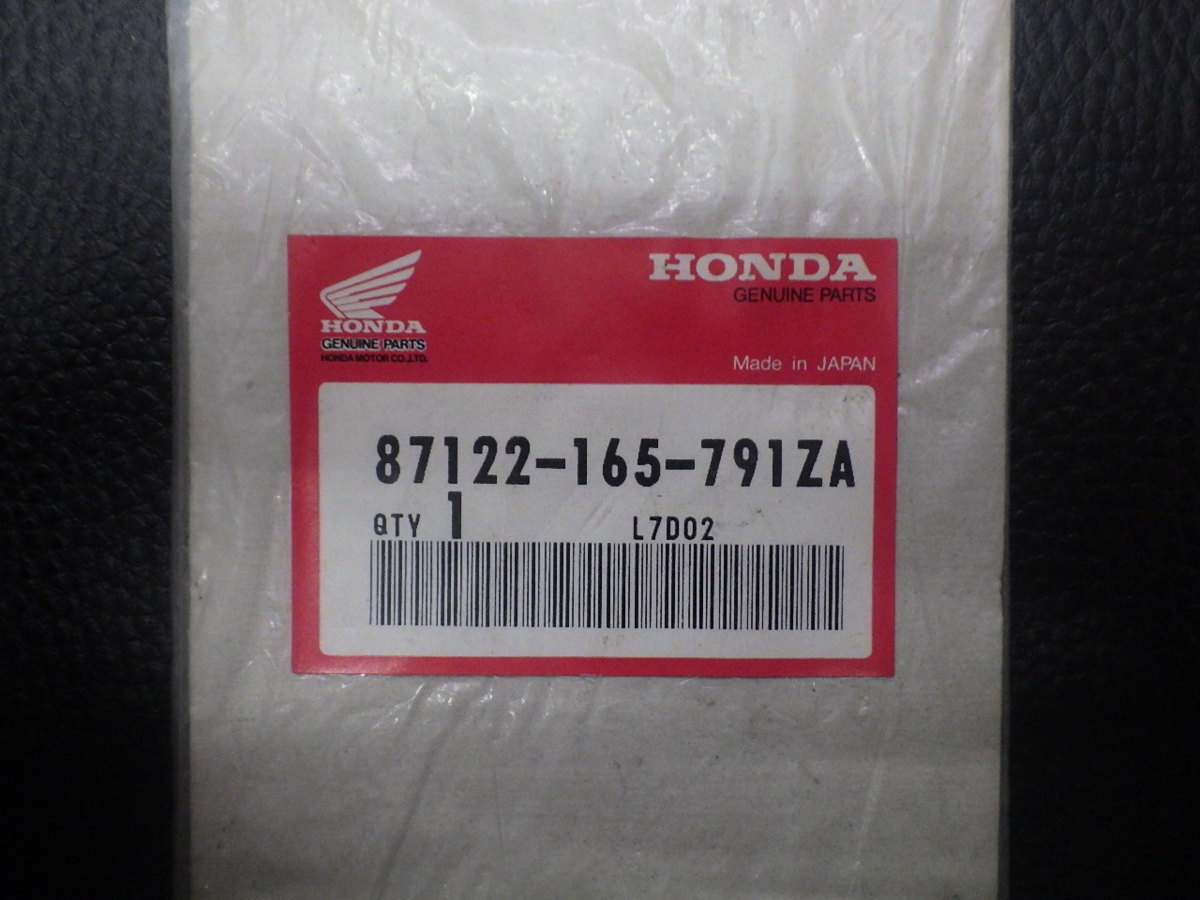 HONDA
GENUINE PARTS
HONDA MOTOR CO.,LTD.
HONDA
GENUINE PARTS
Made in JAPAN
87122-165-791ZA
QTY 1 L7D02